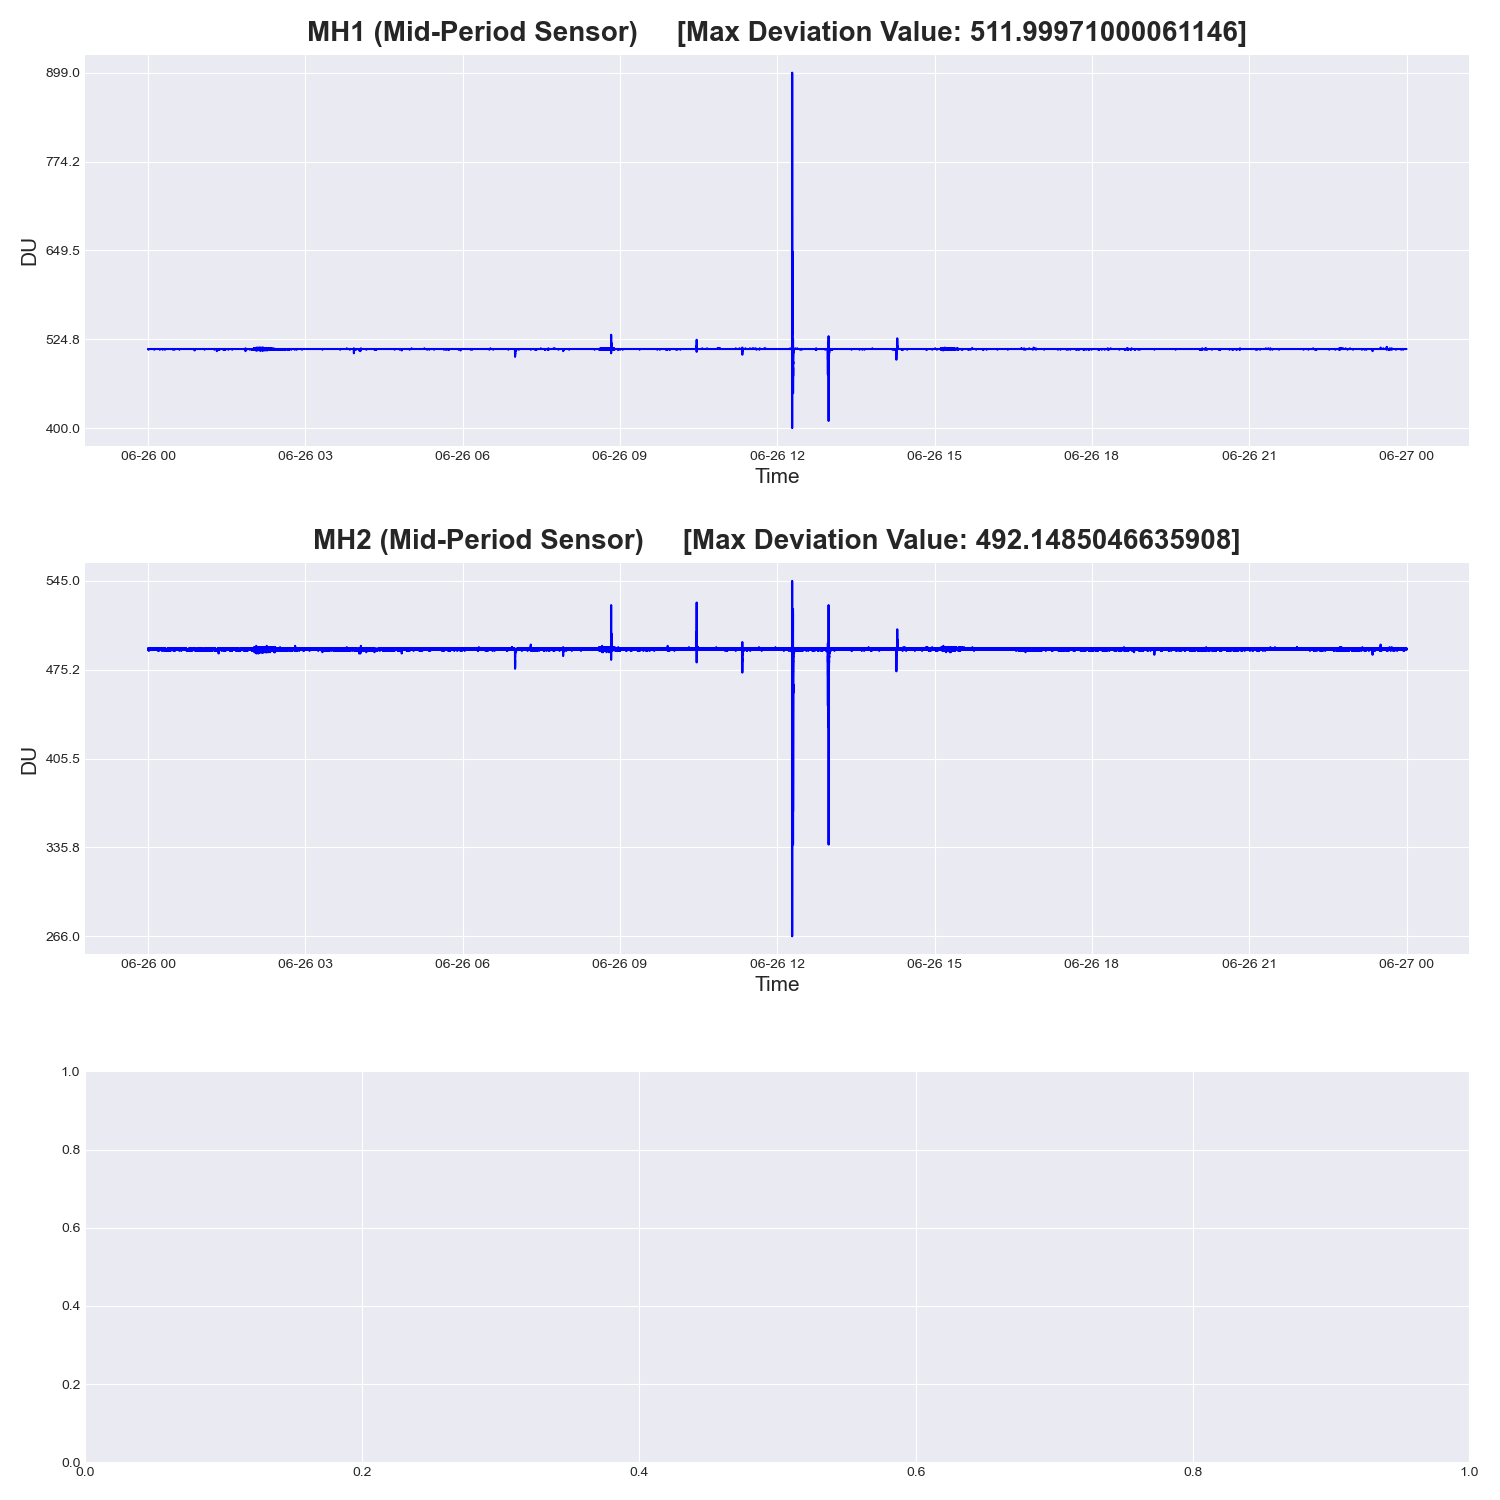 MH1 (Mid-Period Sensor) [Max Deviation Value: 511.99971000061146]
899.0
774.2
649.5
524.8
400.0
DU
06-26 00 06-26 03 06-26 06 06-26 09 06-26 12 06-26 15 06-26 18 06-26 21 06-27 00
Time
MH2 (Mid-Period Sensor) [Max Deviation Value: 492.1485046635908]
545.0
475.2
405.5
335.8
266.0
DU
06-26 00 06-26 03 06-26 06 06-26 09 06-26 12 06-26 15 06-26 18 06-26 21 06-27 00
Time
1.0
0.8
0.6
0.4
0.2
0.0
0.0 0.2 0.4 0.6 0.8 1.0